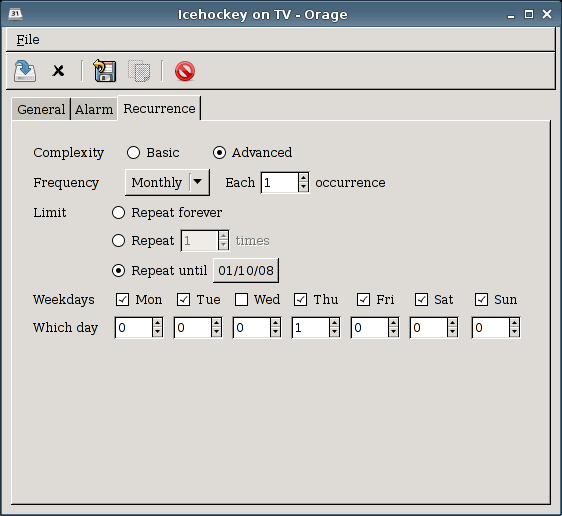 31 Icehockey on TV - Orage
File
General Alarm Recurrence
Complexity Basic Advanced
Frequency Monthly Each 1 occurrence
Limit Repeat forever
Repeat 1 times
Repeat until 01/10/08
Weekdays Mon Tue Wed Thu Fri Sat Sun
Which day 0 0 0 1 0 0 0